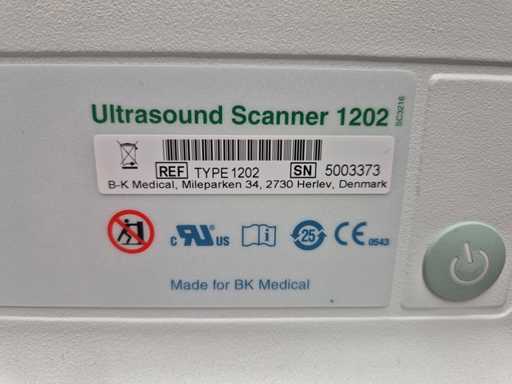 Ultrasound Scanner 1202
SC3216
REF TYPE 1202 SN 5003373
B-K Medical, Mileparken 34, 2730 Herlev, Denmark
c RU us 25 CE 0543
Made for BK Medical